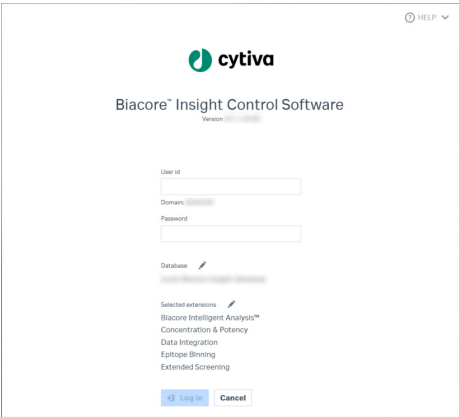 HELP
cytiva
Biacore™ Insight Control Software
Version
User id
Domain:
Password
Database
Selected extensions
Biacore Intelligent Analysis™
Concentration & Potency
Data Integration
Epitope Binning
Extended Screening
Log in Cancel